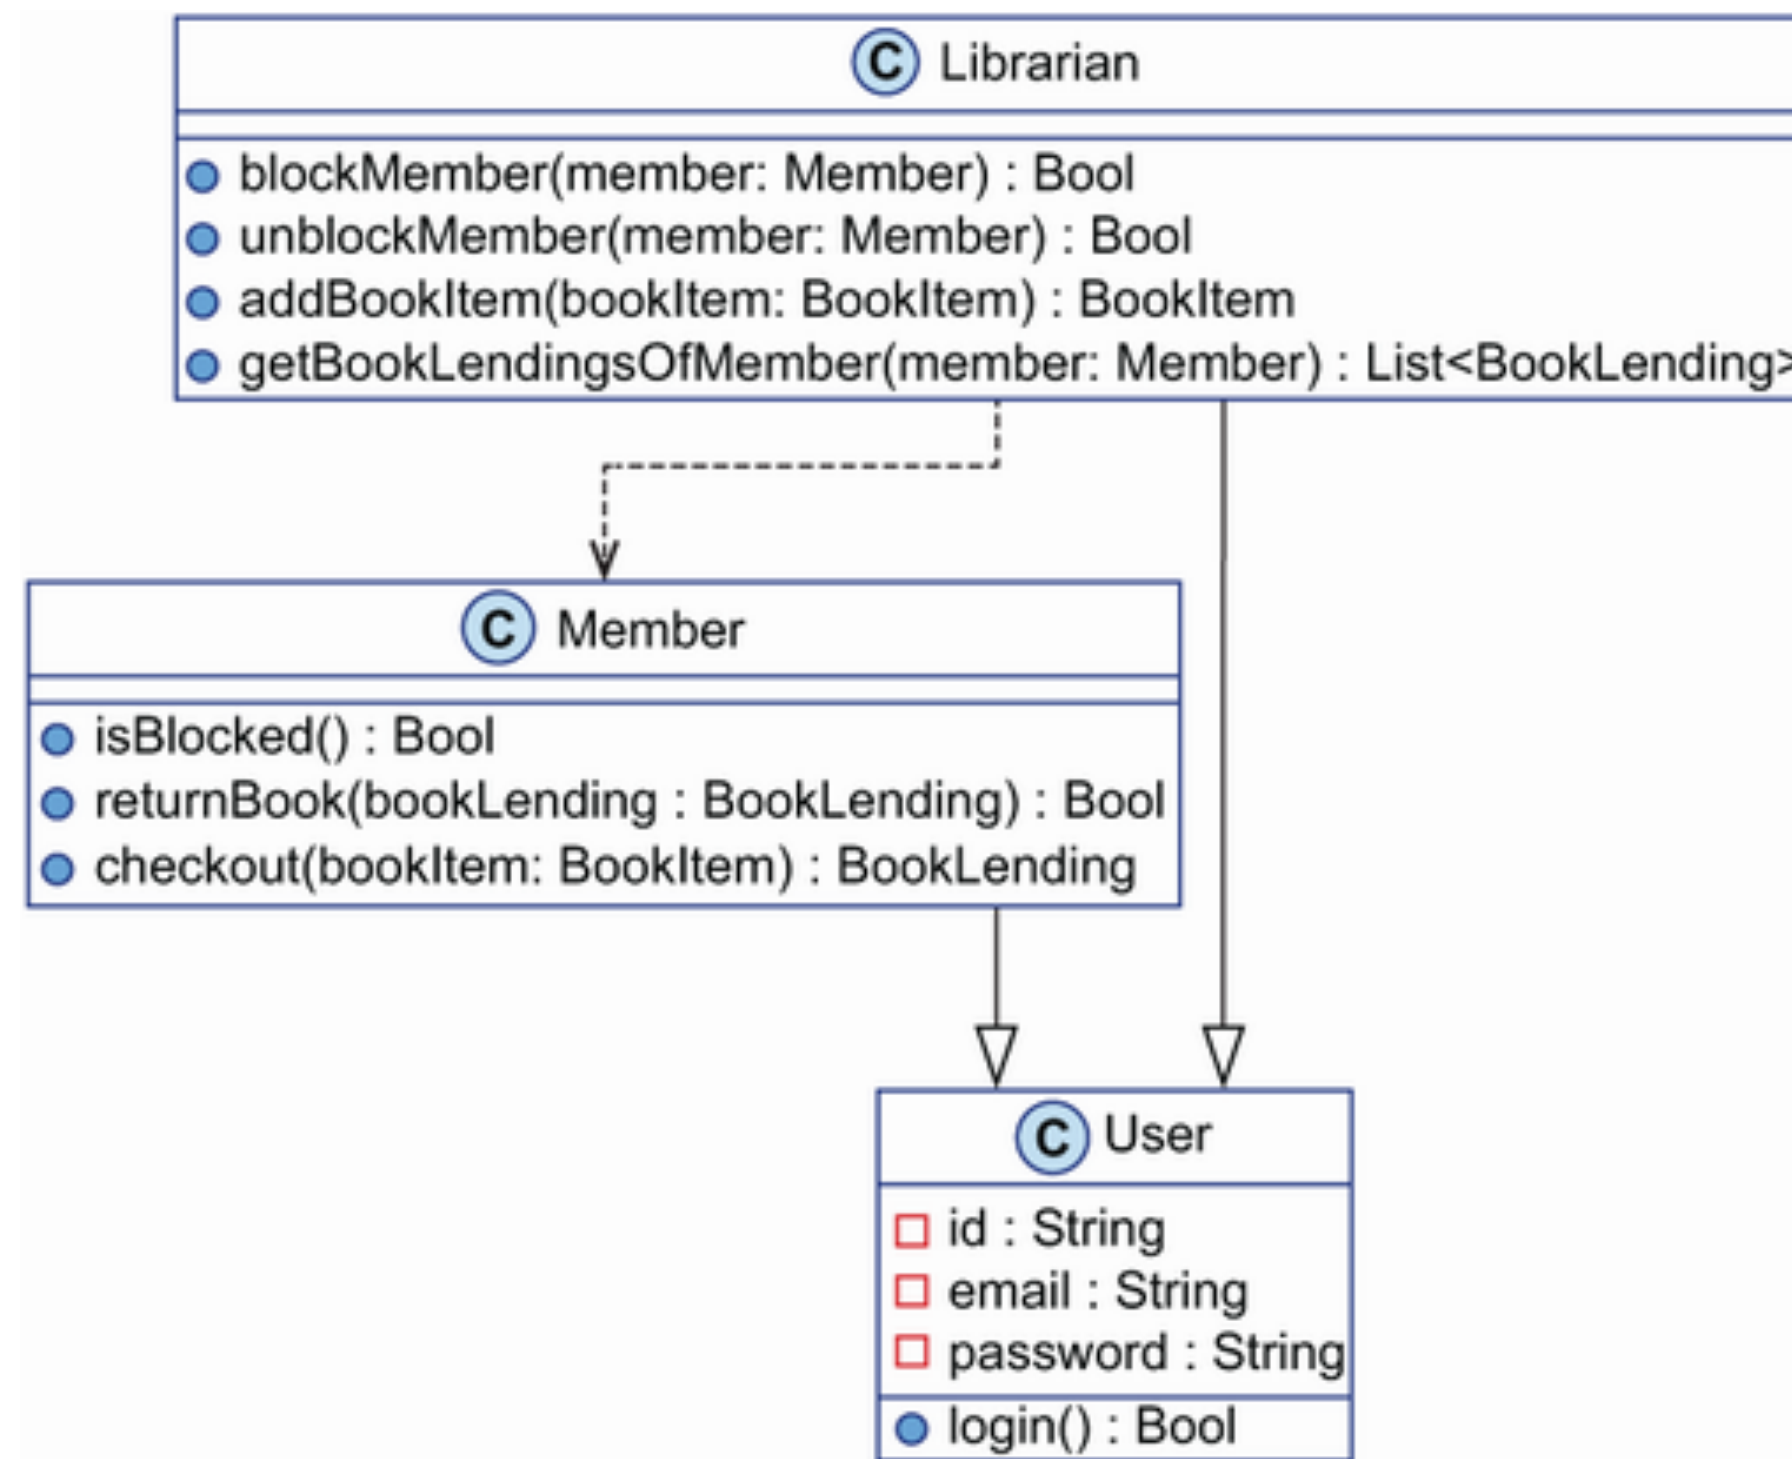 C Librarian
blockMember(member: Member) : Bool
unblockMember(member: Member) : Bool
addBookItem(bookItem: BookItem) : BookItem
getBookLendingsOfMember(member: Member) : List<BookLending>
C Member
isBlocked() : Bool
returnBook(bookLending : BookLending) : Bool
checkout(bookItem: BookItem) : BookLending
C User
id : String
email : String
password : String
login() : Bool